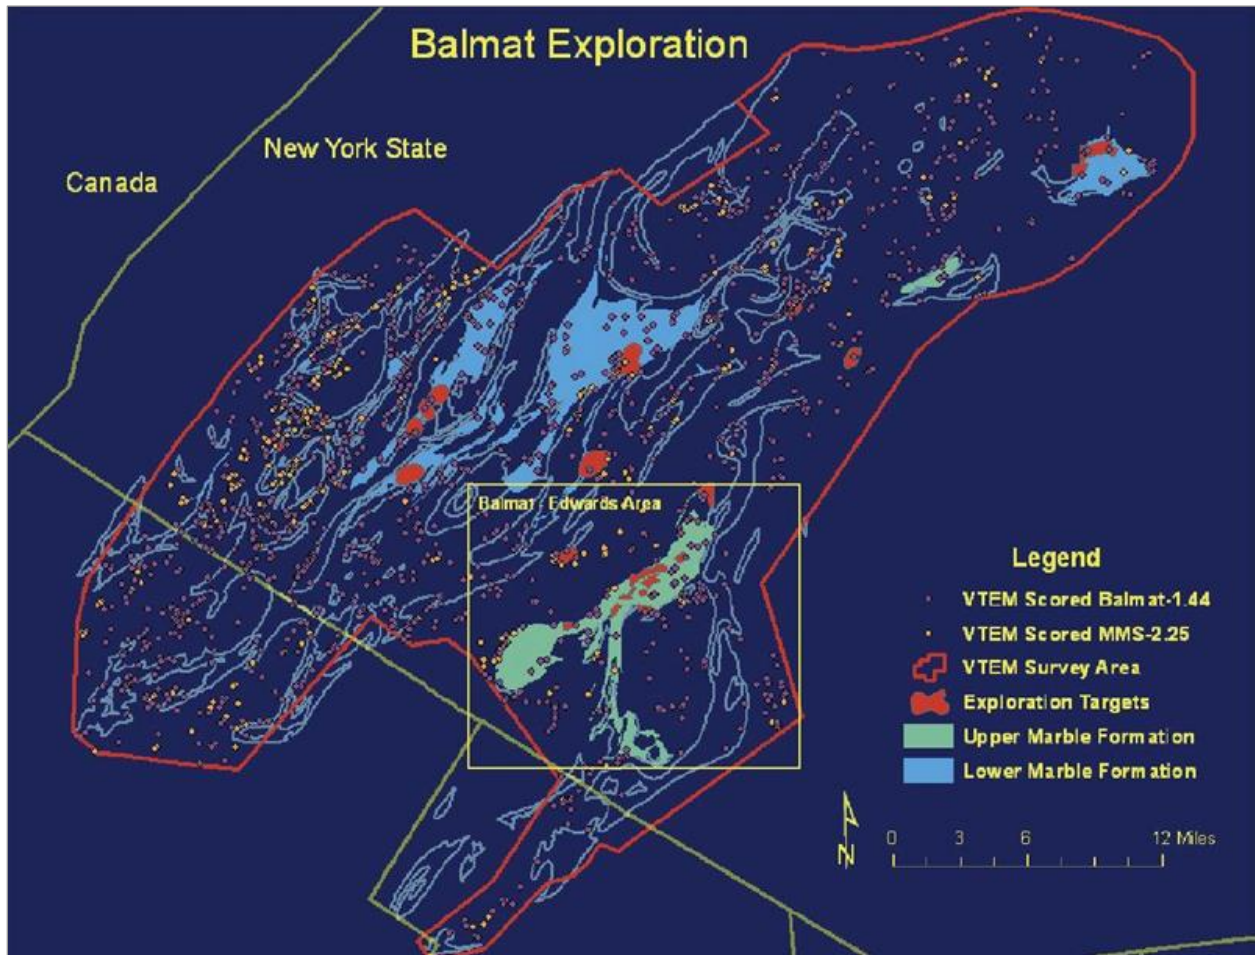 Balmat Exploration
New York State
Canada
Balmat - Edwards Area
Legend
VTEM Scored Balmat-1.44
VTEM Scored MMS-2.25
VTEM Survey Area
Exploration Targets
Upper Marble Formation
Lower Marble Formation
N
0 3 6 12 Miles